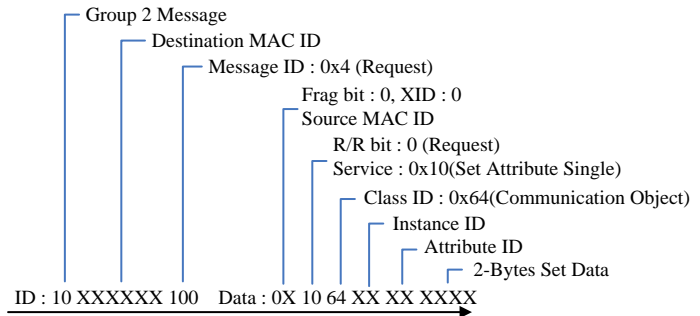 Group 2 Message
Destination MAC ID
Message ID : 0x4 (Request)
Frag bit : 0, XID : 0
Source MAC ID
R/R bit : 0 (Request)
Service : 0x10(Set Attribute Single)
Class ID : 0x64(Communication Object)
Instance ID
Attribute ID
2-Bytes Set Data
ID : 10 XXXXXX 100 Data : 0X 10 64 XX XX XXXX